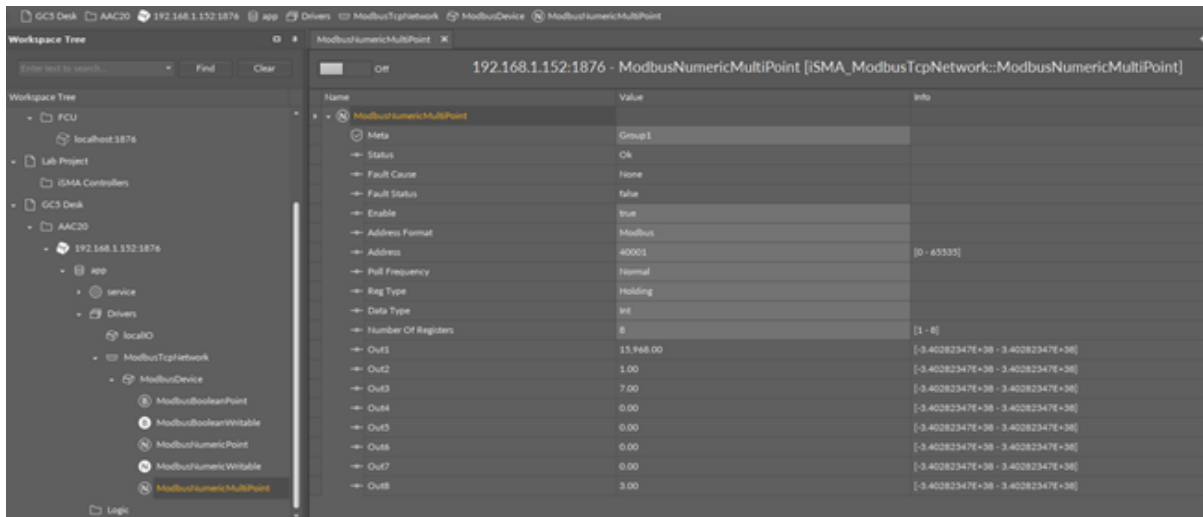 GC5 Desk AAC20 192.168.1.152:1876 app Drivers ModbusTcpNetwork ModbusDevice ModbusNumericMultiPoint
Workspace Tree
ModbusNumericMultiPoint
Enter text to search... Find Clear
Off
192.168.1.152:1876 - ModbusNumericMultiPoint [iSMA_ModbusTcpNetwork::ModbusNumericMultiPoint]
Workspace Tree
FCU
localhost:1876
Lab Project
iSMA Controllers
GC5 Desk
AAC20
192.168.1.152:1876
app
service
Drivers
localIO
ModbusTcpNetwork
ModbusDevice
ModbusBooleanPoint
ModbusBooleanWritable
ModbusNumericPoint
ModbusNumericWritable
ModbusNumericMultiPoint
Logic
Name Value Info
ModbusNumericMultiPoint
Meta Group1
Status Ok
Fault Cause None
Fault Status false
Enable true
Address Format Modbus
Address 40001 [0 - 65535]
Poll Frequency Normal
Reg Type Holding
Data Type Int
Number Of Registers 8 [1 - 8]
Out1 15,968.00 [-3.40282347E+38 - 3.40282347E+38]
Out2 1.00 [-3.40282347E+38 - 3.40282347E+38]
Out3 7.00 [-3.40282347E+38 - 3.40282347E+38]
Out4 0.00 [-3.40282347E+38 - 3.40282347E+38]
Out5 0.00 [-3.40282347E+38 - 3.40282347E+38]
Out6 0.00 [-3.40282347E+38 - 3.40282347E+38]
Out7 0.00 [-3.40282347E+38 - 3.40282347E+38]
Out8 3.00 [-3.40282347E+38 - 3.40282347E+38]